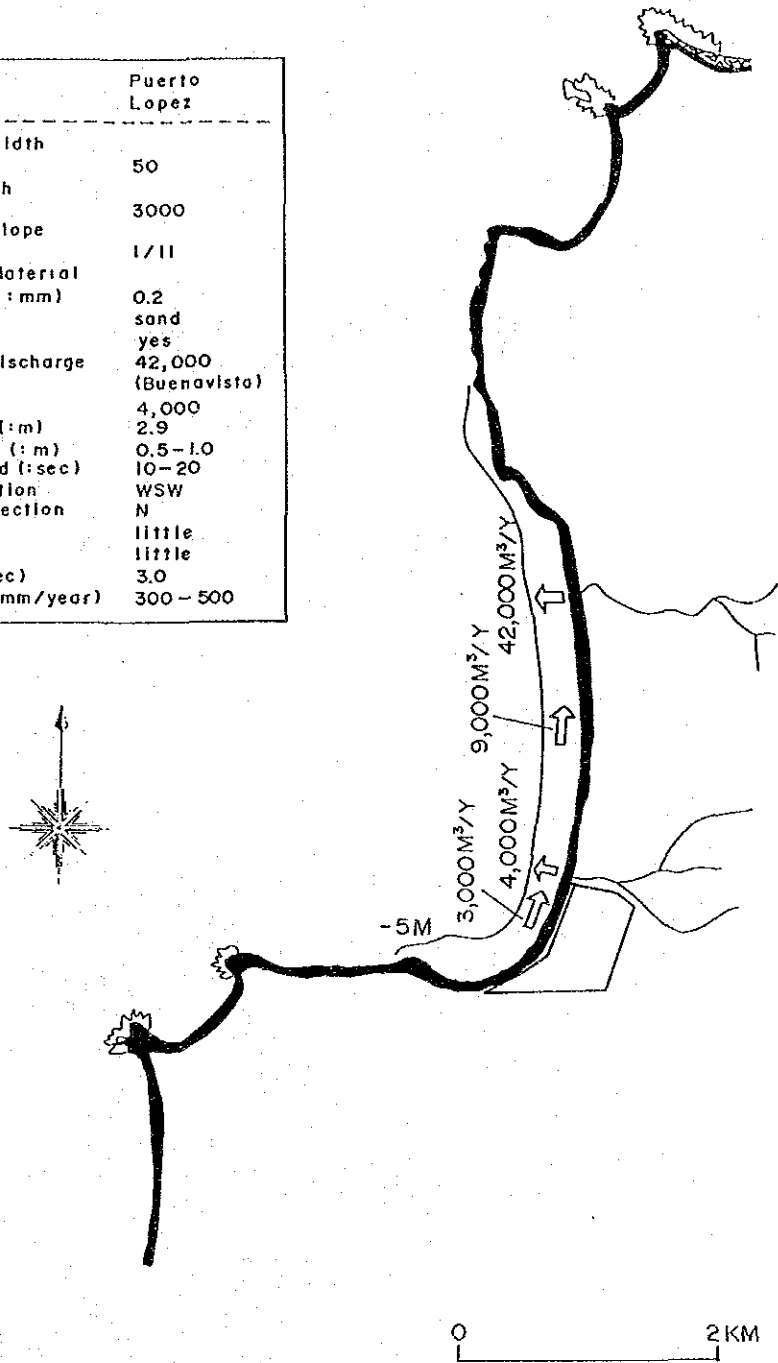 Puerto
Lopez
idth
50
h
3000
lope
1/11
Material
: mm)
0.2
sand
yes
ischarge 42,000
(Buenavista)
4,000
(:m) 2.9
(:m) 0.5-1.0
d (:sec) 10-20
tion WSW
ection N
little
little
ec) 3.0
mm/year) 300-500
42,000M³/Y
9,000M³/Y
4,000M³/Y
3,000M³/Y
-5M
0 2KM